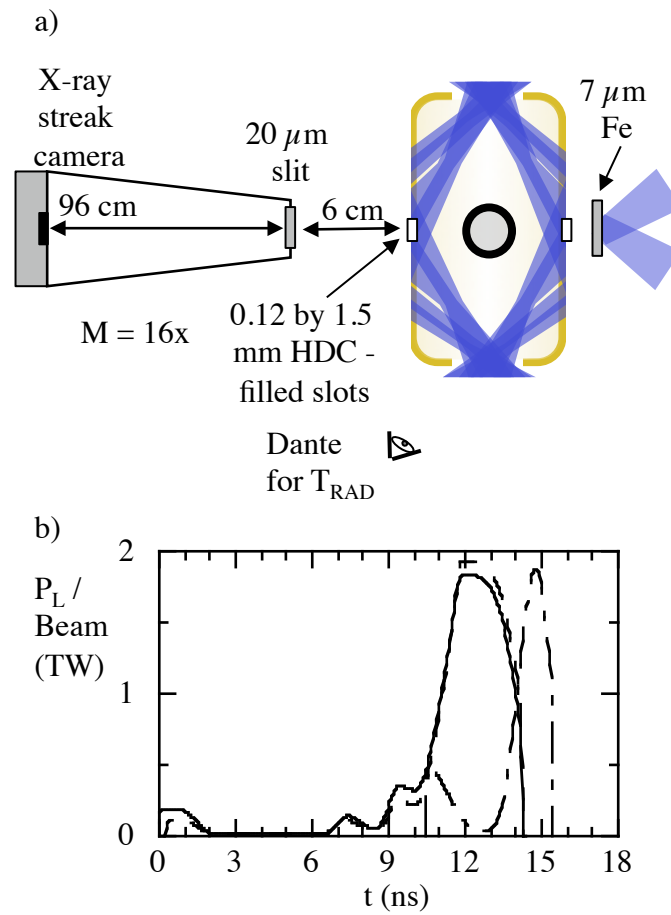 a)
X-ray
streak
camera
20 µm
slit
7 µm
Fe
96 cm
6 cm
M = 16x
0.12 by 1.5
mm HDC -
filled slots
Dante
for T_RAD
b)
P_L /
Beam
(TW)
2
1
0
0 3 6 9 12 15 18
t (ns)